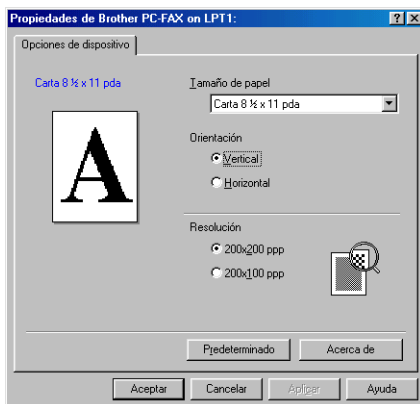 Propiedades de Brother PC-FAX on LPT1:
Opciones de dispositivo
Carta 8 ½ x 11 pda
A
Tamaño de papel
Carta 8 ½ x 11 pda
Orientación
Vertical
Horizontal
Resolución
200x200 ppp
200x100 ppp
Predeterminado
Acerca de
Aceptar
Cancelar
Aplicar
Ayuda